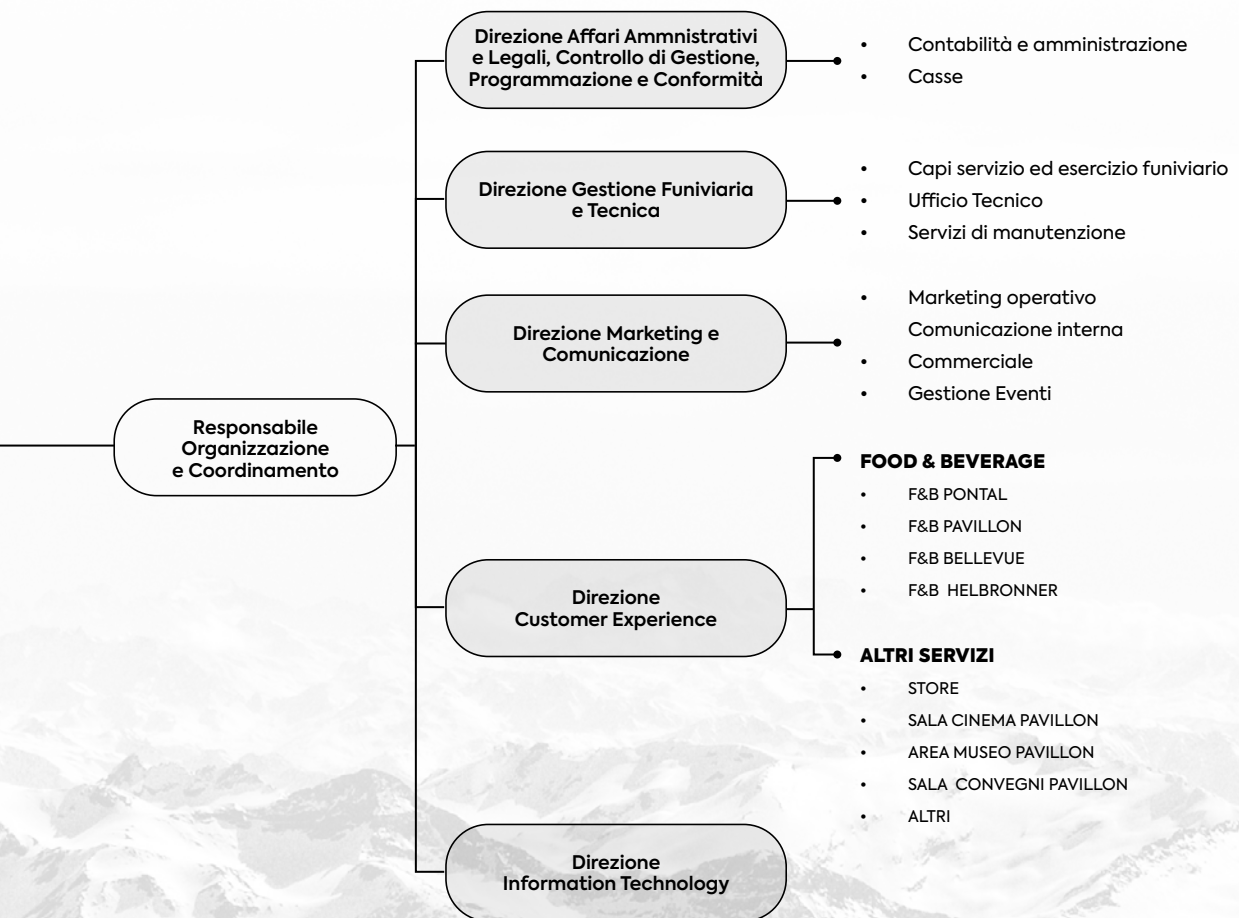 Direzione Affari Ammnistrativi
e Legali, Controllo di Gestione,
Programmazione e Conformità
• Contabilità e amministrazione
• Casse
Direzione Gestione Funiviaria
e Tecnica
• Capi servizio ed esercizio funiviario
• Ufficio Tecnico
• Servizi di manutenzione
Direzione Marketing e
Comunicazione
• Marketing operativo
Comunicazione interna
• Commerciale
• Gestione Eventi
Responsabile
Organizzazione
e Coordinamento
Direzione
Customer Experience
FOOD & BEVERAGE
• F&B PONTAL
• F&B PAVILLON
• F&B BELLEVUE
• F&B HELBRONNER
ALTRI SERVIZI
• STORE
• SALA CINEMA PAVILLON
• AREA MUSEO PAVILLON
• SALA CONVEGNI PAVILLON
• ALTRI
Direzione
Information Technology